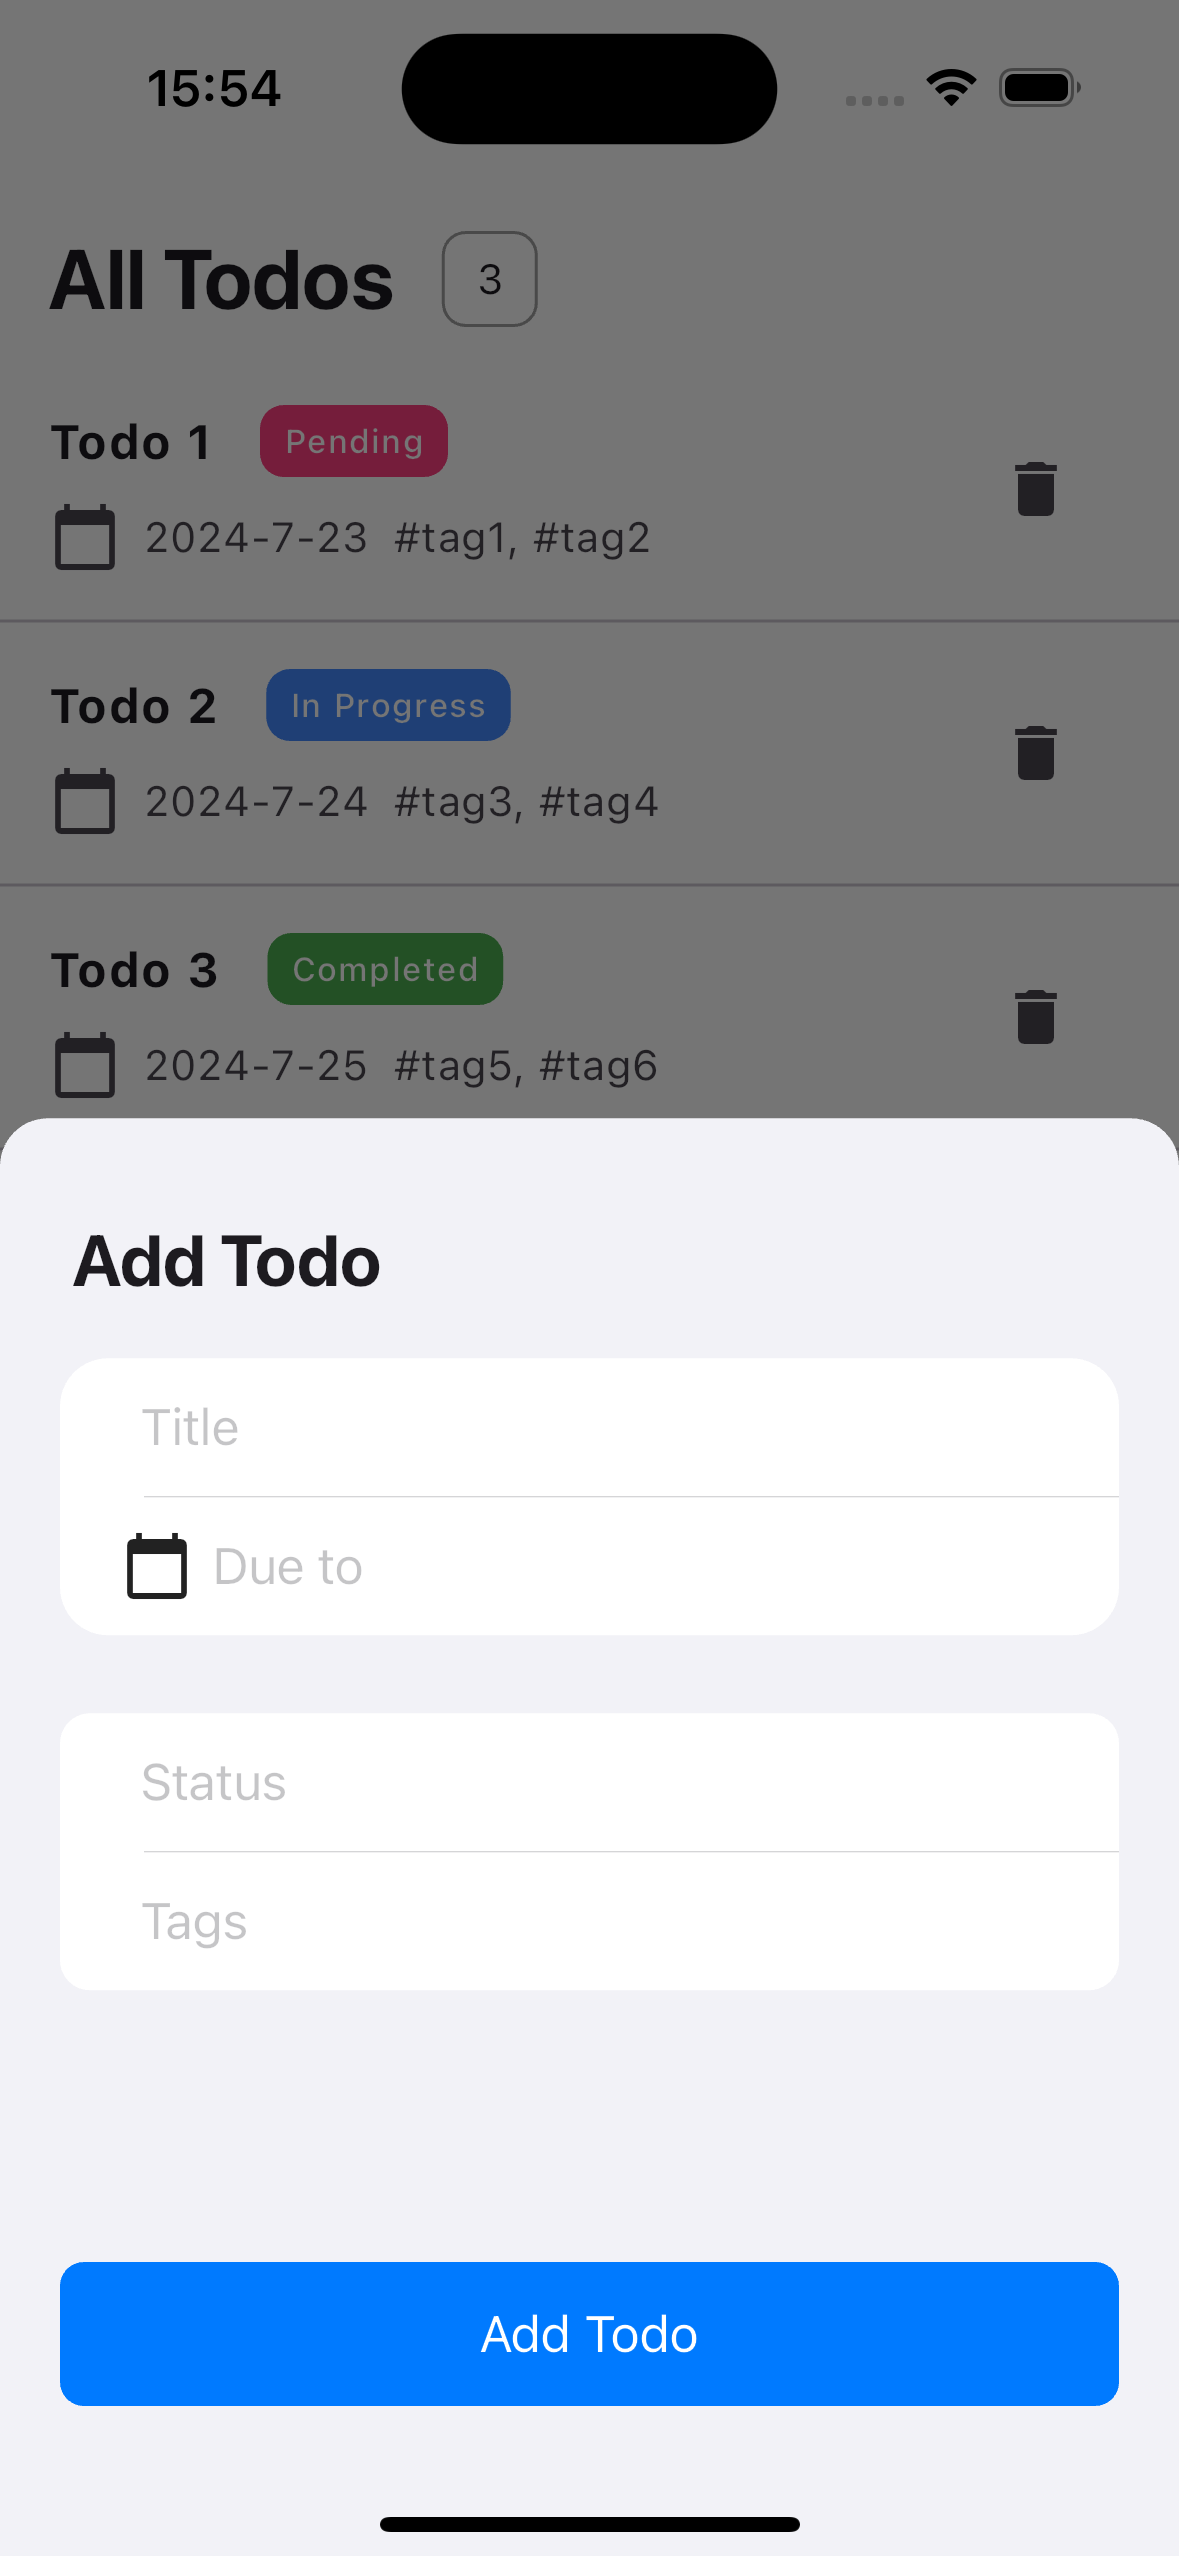 15:54
All Todos 3
Todo 1 Pending
2024-7-23 #tag1, #tag2
Todo 2 In Progress
2024-7-24 #tag3, #tag4
Todo 3 Completed
2024-7-25 #tag5, #tag6
Add Todo
Title
Due to
Status
Tags
Add Todo